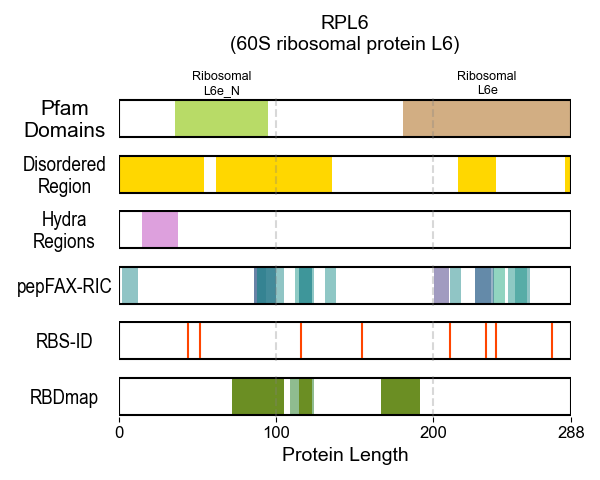 RPL6
(60S ribosomal protein L6)
Ribosomal
L6e_N
Ribosomal
L6e
Pfam
Domains
Disordered
Region
Hydra
Regions
pepFAX-RIC
RBS-ID
RBDmap
0
100
200
288
Protein Length